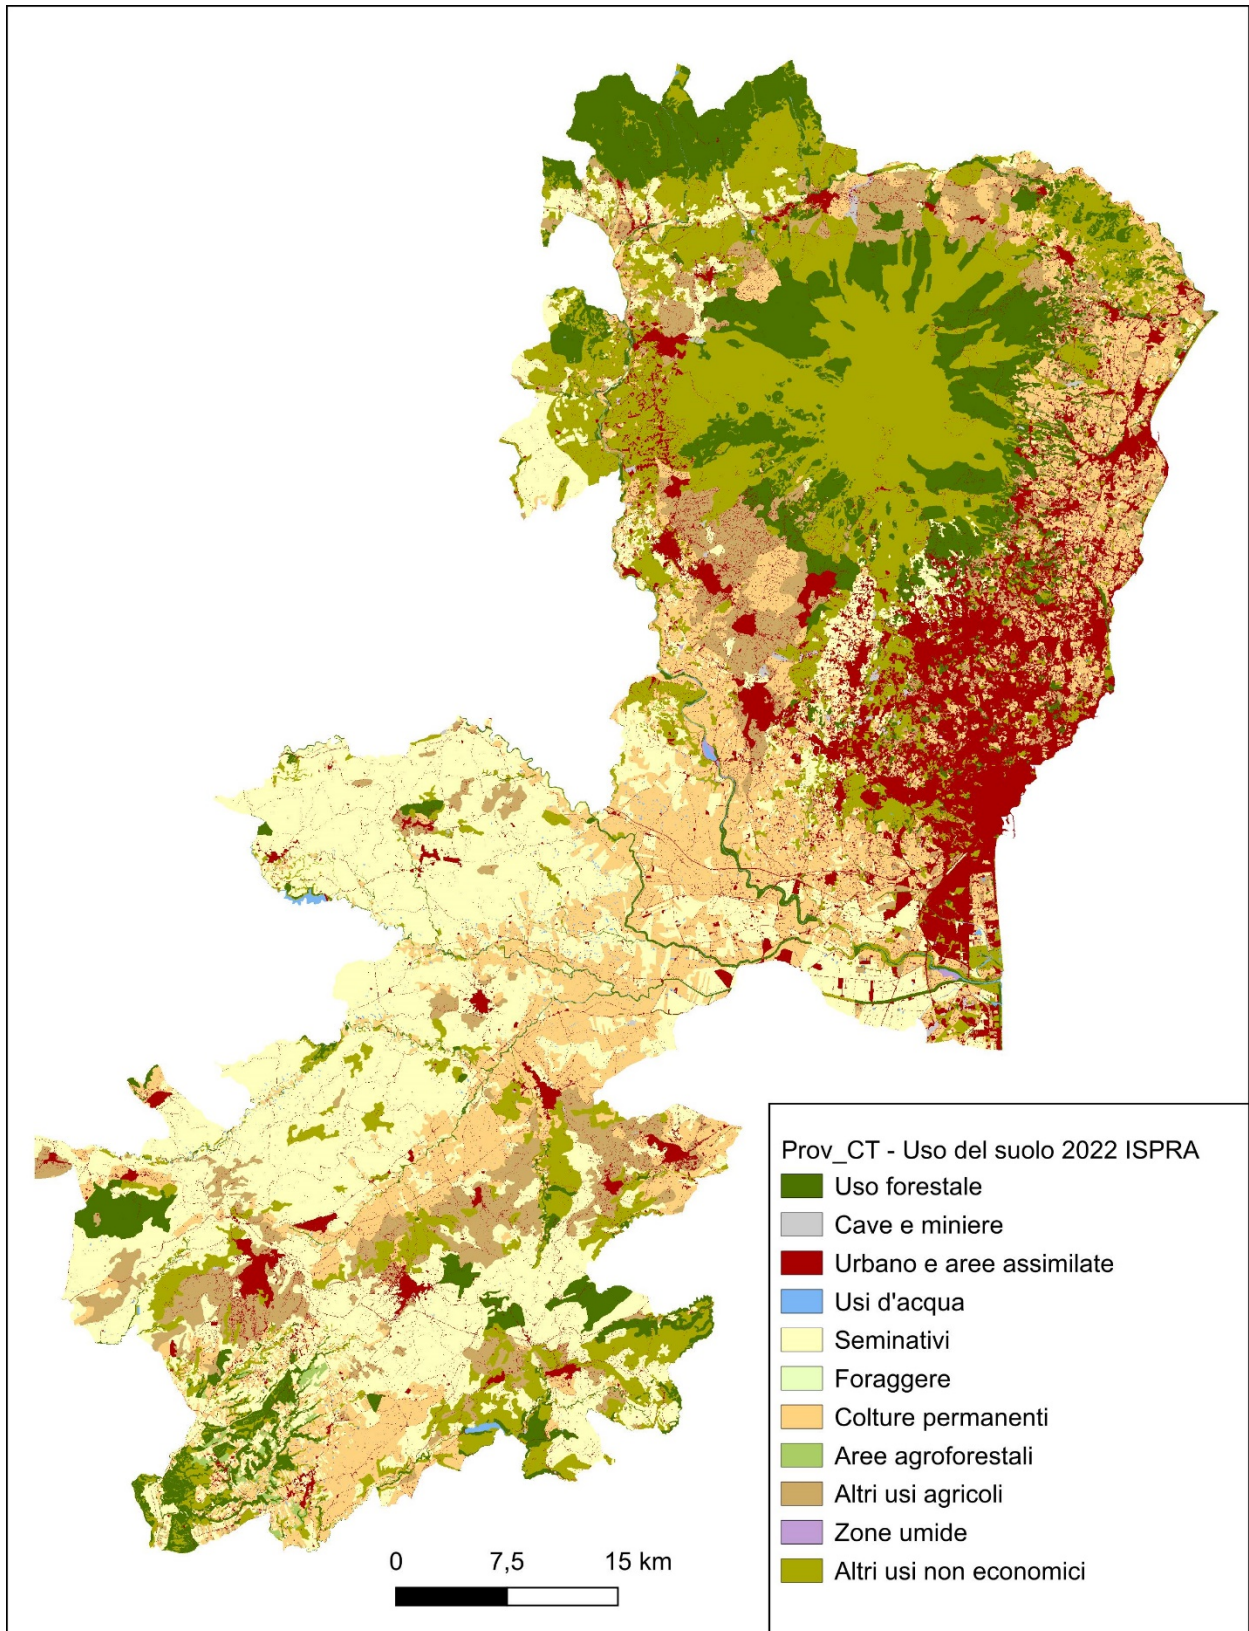 Prov_CT - Uso del suolo 2022 ISPRA
Uso forestale
Cave e miniere
Urbano e aree assimilate
Usi d'acqua
Seminativi
Foraggere
Colture permanenti
Aree agroforestali
Altri usi agricoli
Zone umide
Altri usi non economici
0 7,5 15 km